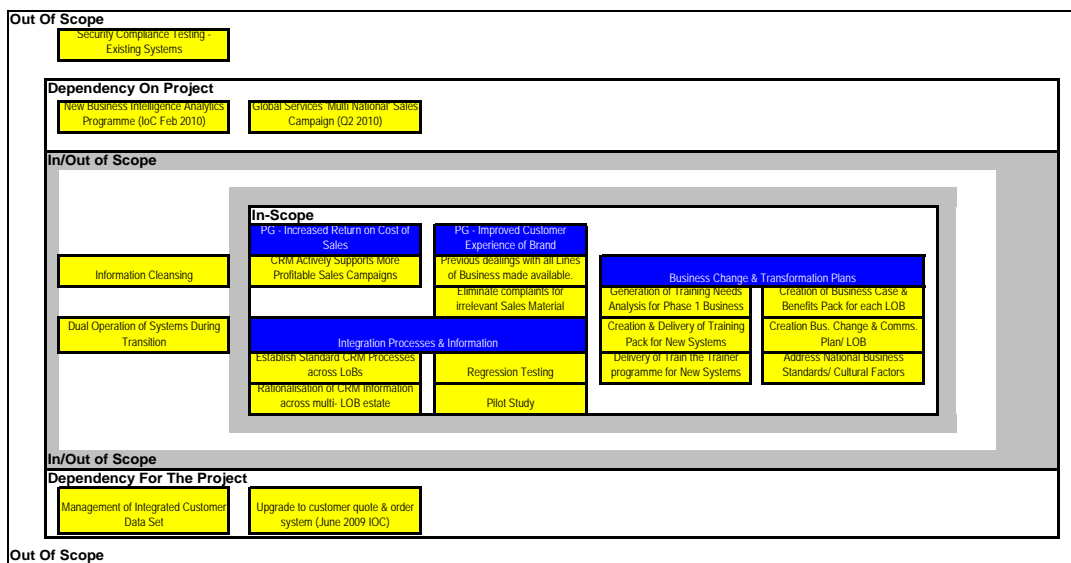 Out Of Scope
Security Compliance Testing -
Existing Systems
Dependency On Project
New Business Intelligence Analytics
Programme (IoC Feb 2010)
Global Services 'Multi National' Sales
Campaign (Q2 2010)
In/Out of Scope
In-Scope
PG - Increased Return on Cost of
Sales
PG - Improved Customer
Experience of Brand
Information Cleansing
CRM Actively Supports More
Profitable Sales Campaigns
Previous dealings with all Lines
of Business made available.
Business Change & Transformation Plans
Eliminate complaints for
irrelevant Sales Material
Generation of Training Needs
Analysis for Phase 1 Business
Creation of Business Case &
Benefits Pack for each LOB
Dual Operation of Systems During
Transition
Integration Processes & Information
Creation & Delivery of Training
Pack for New Systems
Creation Bus. Change & Comms.
Plan/ LOB
Establish Standard CRM Processes
across LoBs
Regression Testing
Delivery of Train the Trainer
programme for New Systems
Address National Business
Standards/ Cultural Factors
Rationalisation of CRM Information
across multi- LOB estate
Pilot Study
In/Out of Scope
Dependency For The Project
Management of Integrated Customer
Data Set
Upgrade to customer quote & order
system (June 2009 IOC)
Out Of Scope